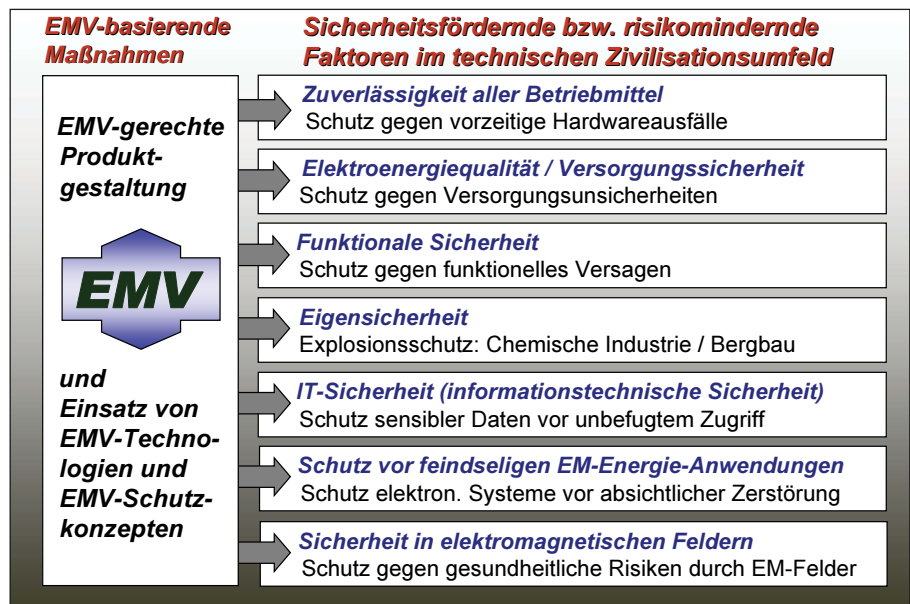 EMV-basierende
Maßnahmen
Sicherheitsfördernde bzw. risikomindernde
Faktoren im technischen Zivilisationsumfeld
EMV-gerechte
Produkt-
gestaltung
EMV
und
Einsatz von
EMV-Techno-
logien und
EMV-Schutz-
konzepten
Zuverlässigkeit aller Betriebmittel
Schutz gegen vorzeitige Hardwareausfälle
Elektroenergiequalität / Versorgungssicherheit
Schutz gegen Versorgungsunsicherheiten
Funktionale Sicherheit
Schutz gegen funktionelles Versagen
Eigensicherheit
Explosionsschutz: Chemische Industrie / Bergbau
IT-Sicherheit (informationstechnische Sicherheit)
Schutz sensibler Daten vor unbefugtem Zugriff
Schutz vor feindseligen EM-Energie-Anwendungen
Schutz elektron. Systeme vor absichtlicher Zerstörung
Sicherheit in elektromagnetischen Feldern
Schutz gegen gesundheitliche Risiken durch EM-Felder